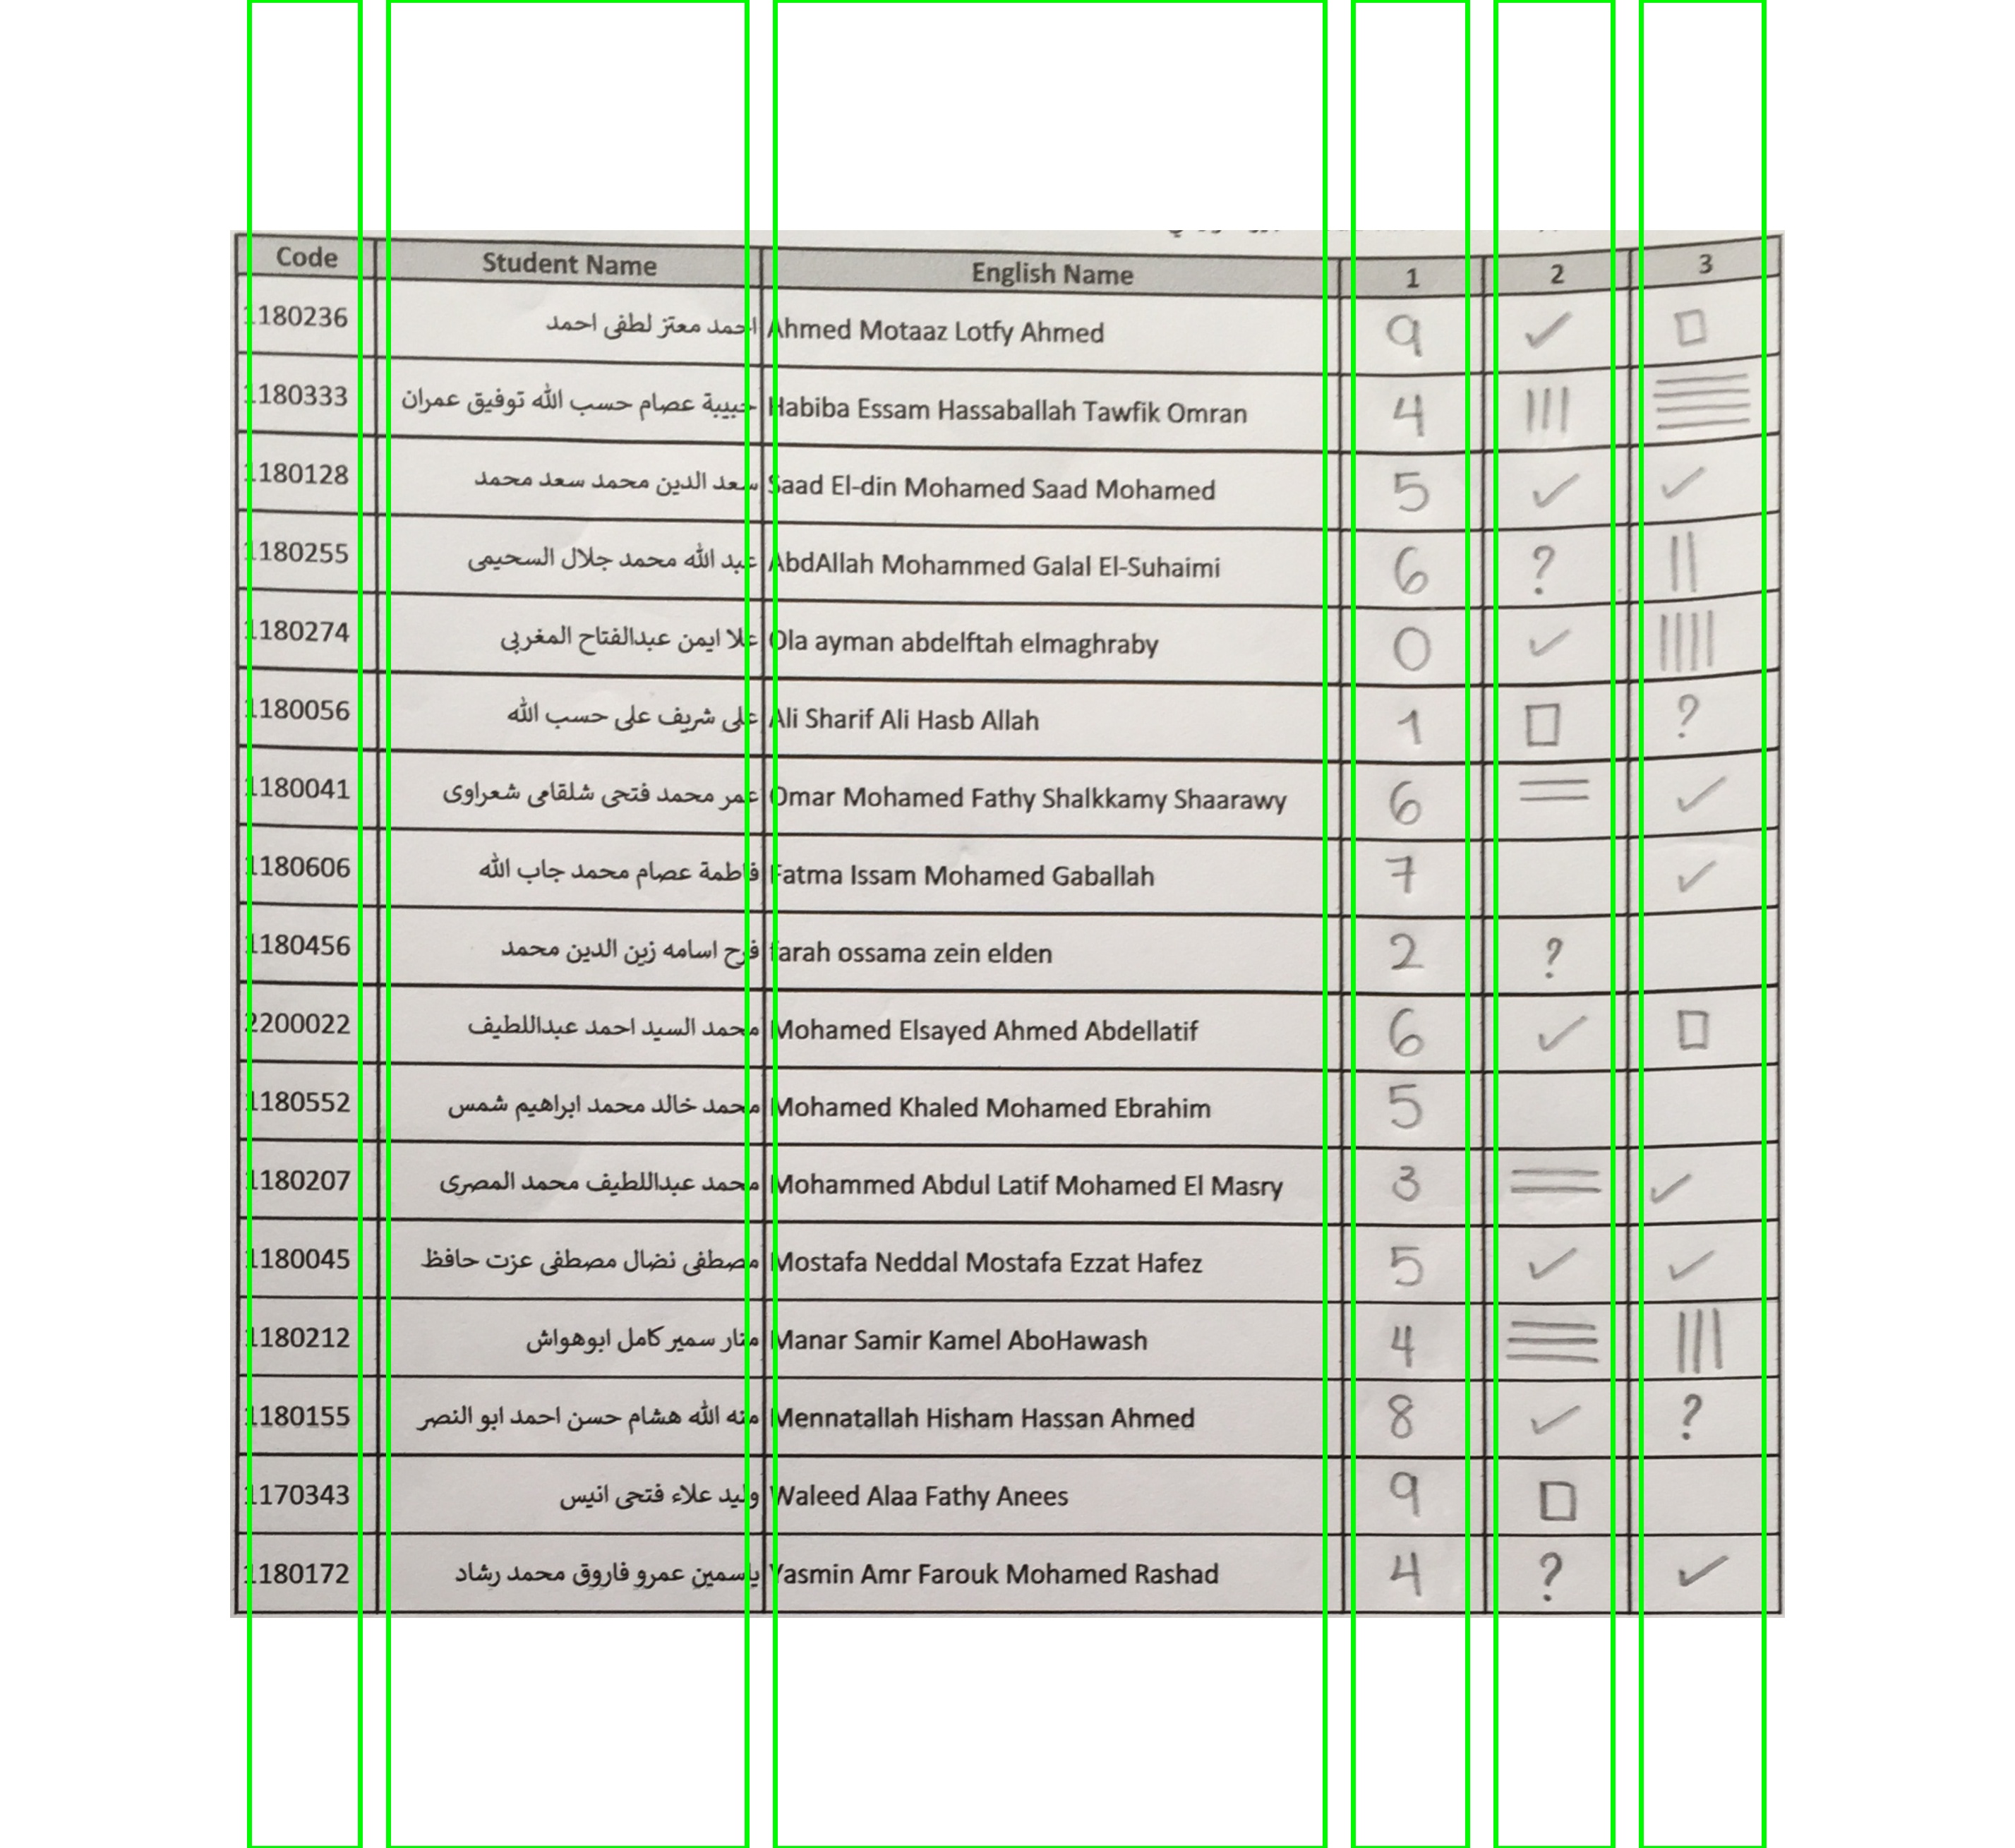 Code Student Name English Name 1 2 3
1180236 احمد معتز لطفى احمد Ahmed Motaaz Lotfy Ahmed 9 ✓ □
1180333 حبيبة عصام حسب الله توفيق عمران Habiba Essam Hassaballah Tawfik Omran 4 ||| ☰
1180128 سعد الدين محمد سعد محمد Saad El-din Mohamed Saad Mohamed 5 ✓ ✓
1180255 عبد الله محمد جلال السحيمى AbdAllah Mohammed Galal El-Suhaimi 6 ? ||
1180274 علا ايمن عبدالفتاح المغربى Ola ayman abdelftah elmaghraby 0 ✓ ||||
1180056 على شريف على حسب الله Ali Sharif Ali Hasb Allah 1 □ ?
1180041 عمر محمد فتحى شلقامى شعراوى Omar Mohamed Fathy Shalkkamy Shaarawy 6 = ✓
1180606 فاطمة عصام محمد جاب الله Fatma Issam Mohamed Gaballah 7 ✓
1180456 فرح اسامه زين الدين محمد farah ossama zein elden 2 ?
2200022 محمد السيد احمد عبداللطيف Mohamed Elsayed Ahmed Abdellatif 6 ✓ □
1180552 محمد خالد محمد ابراهيم شمس Mohamed Khaled Mohamed Ebrahim 5
1180207 محمد عبداللطيف محمد المصرى Mohammed Abdul Latif Mohamed El Masry 3 = ✓
1180045 مصطفى نضال مصطفى عزت حافظ Mostafa Neddal Mostafa Ezzat Hafez 5 ✓ ✓
1180212 منار سمير كامل ابوهواش Manar Samir Kamel AboHawash 4 ≡ |||
1180155 منه الله هشام حسن احمد ابو النصر Mennatallah Hisham Hassan Ahmed 8 ✓ ?
1170343 وليد علاء فتحى انيس Waleed Alaa Fathy Anees 9 □
1180172 ياسمين عمرو فاروق محمد رشاد Yasmin Amr Farouk Mohamed Rashad 4 ? ✓